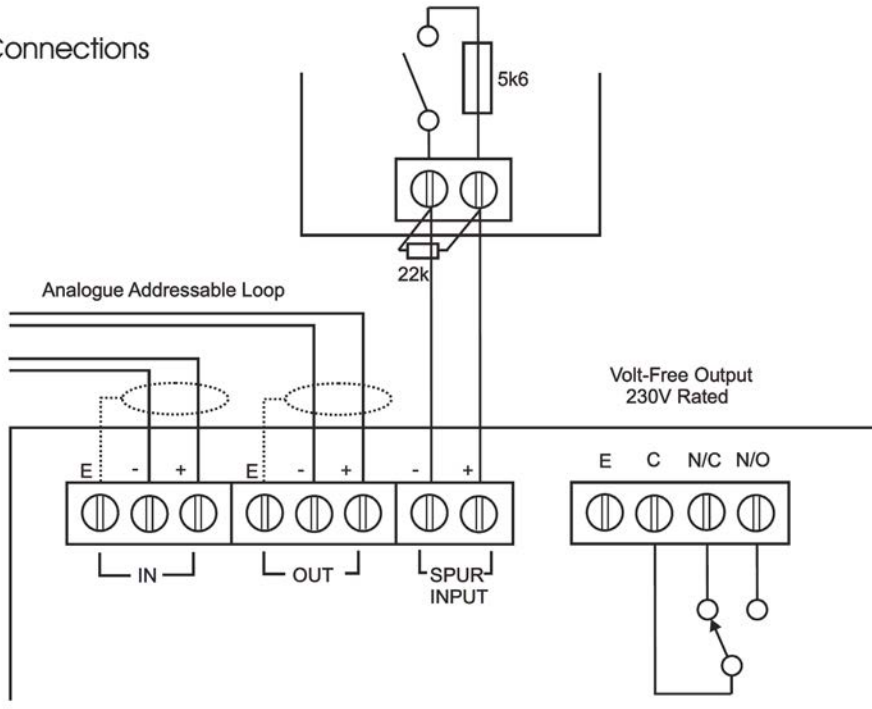 Connections
5k6
22k
Analogue Addressable Loop
Volt-Free Output
230V Rated
E - + E - + - +
E C N/C N/O
IN OUT SPUR
INPUT